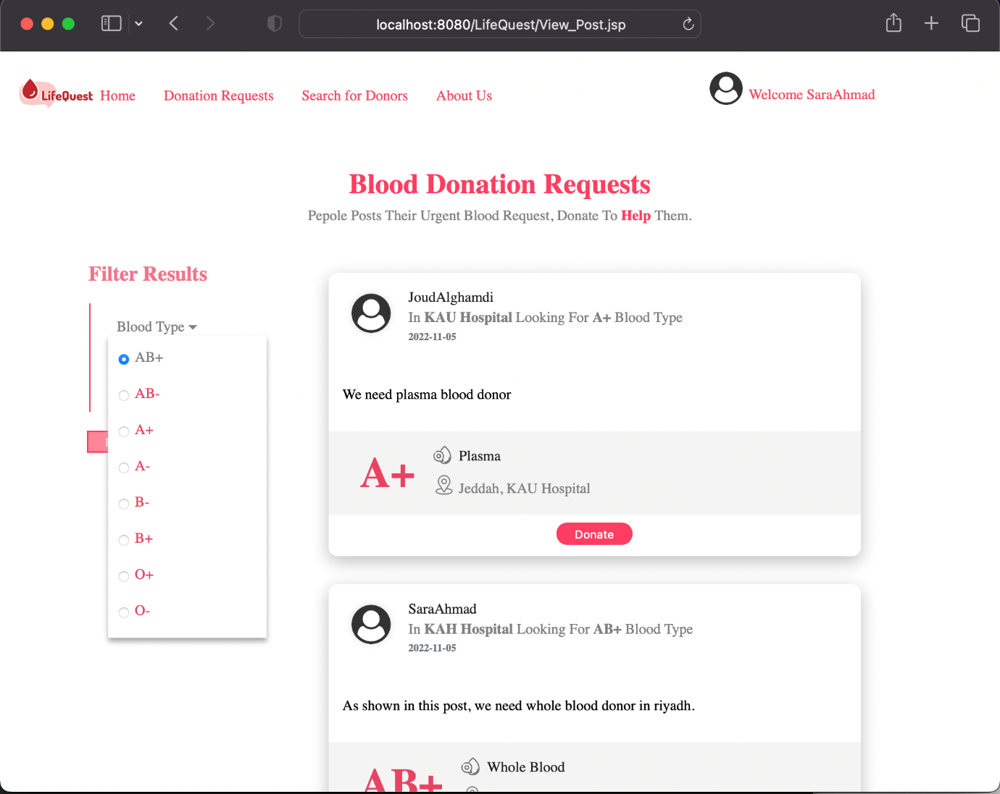 localhost:8080/LifeQuest/View_Post.jsp
LifeQuest Home Donation Requests Search for Donors About Us Welcome SaraAhmad
Blood Donation Requests
Pepole Posts Their Urgent Blood Request, Donate To Help Them.
Filter Results
Blood Type
AB+
AB-
A+
A-
B-
B+
O+
O-
JoudAlghamdi
In KAU Hospital Looking For A+ Blood Type
2022-11-05
We need plasma blood donor
A+
Plasma
Jeddah, KAU Hospital
Donate
SaraAhmad
In KAH Hospital Looking For AB+ Blood Type
2022-11-05
As shown in this post, we need whole blood donor in riyadh.
AB+
Whole Blood